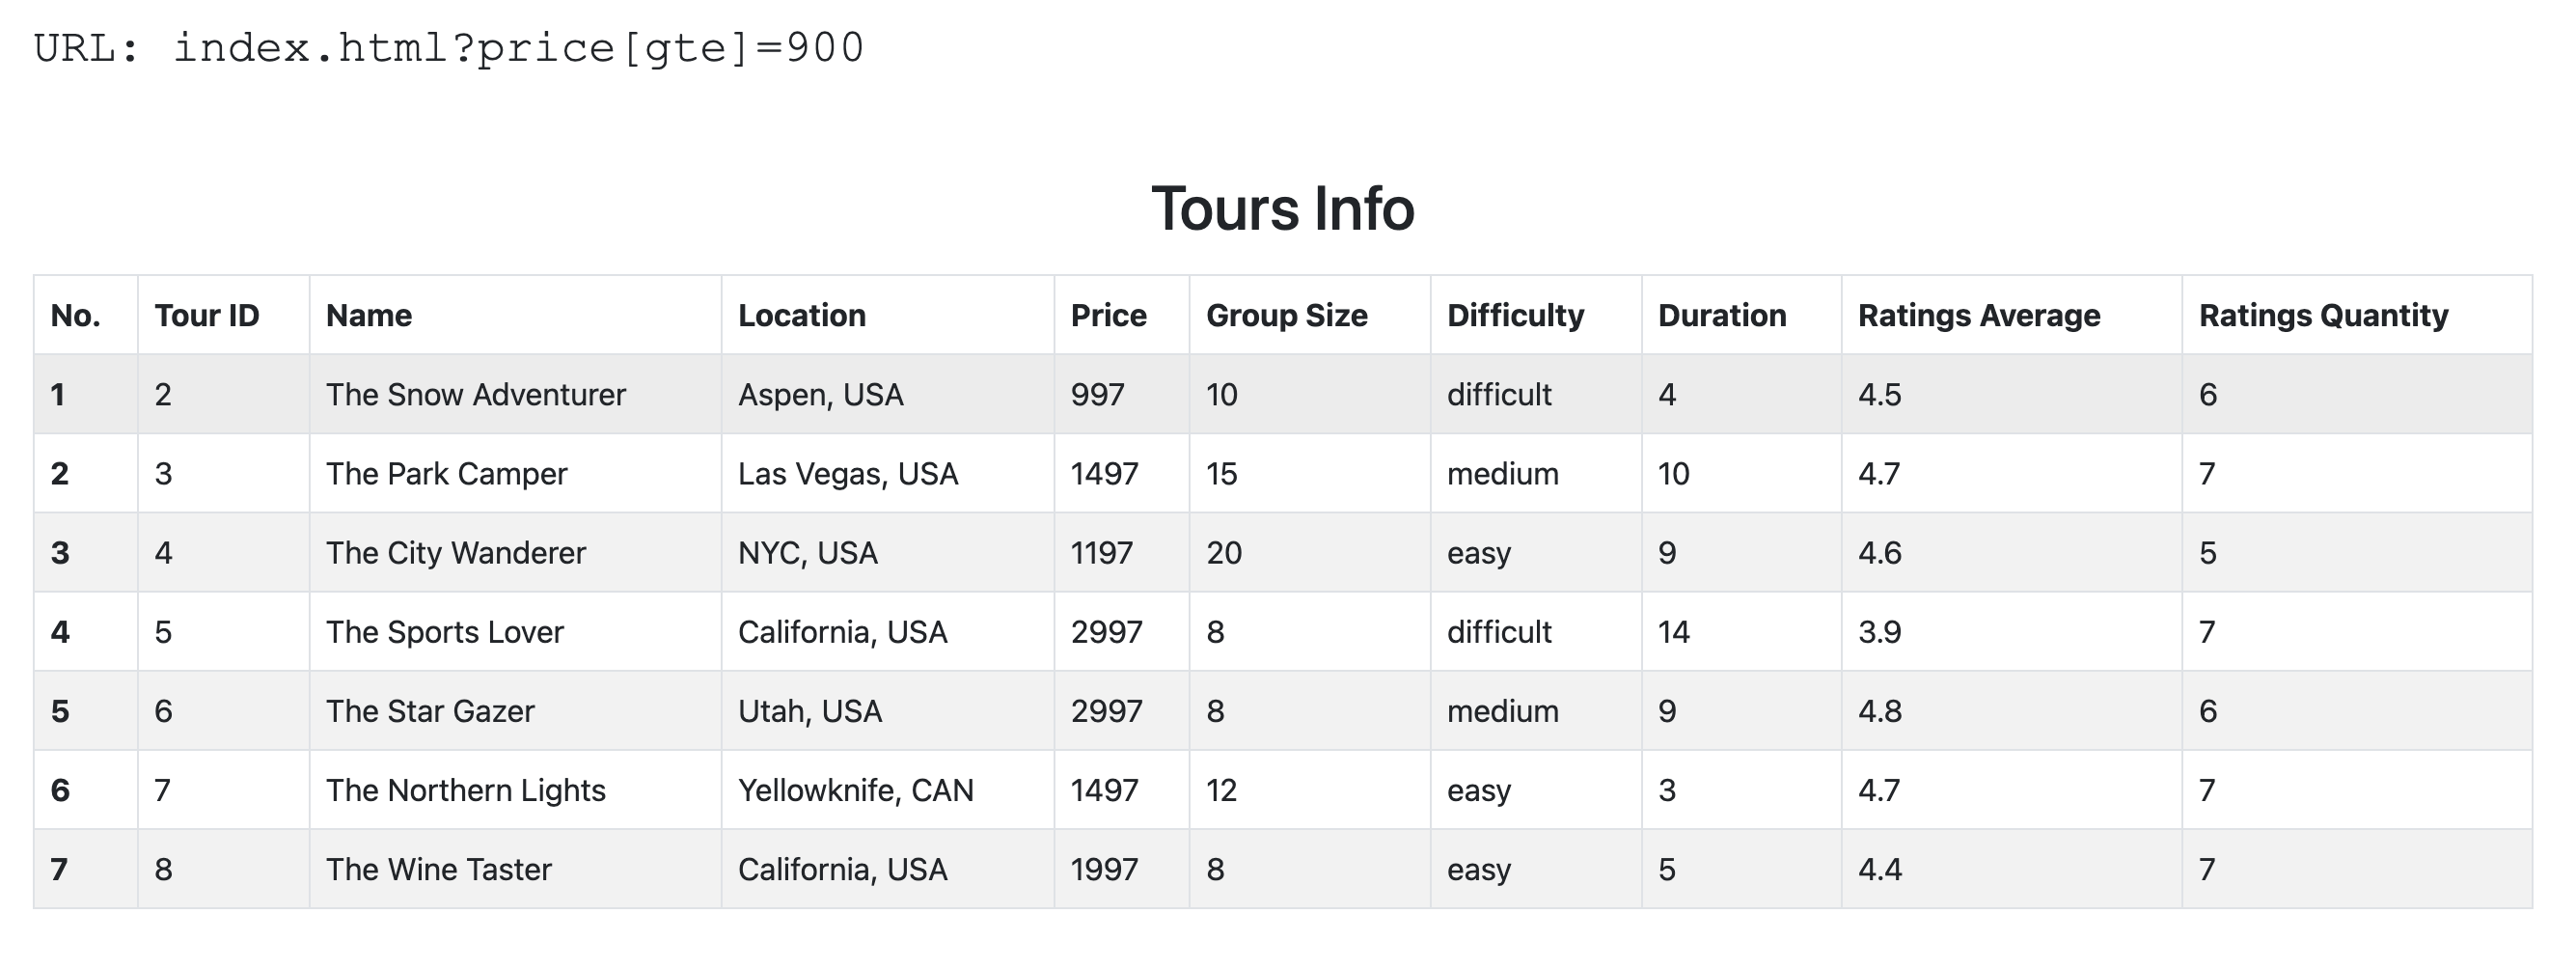 URL: index.html?price[gte]=900
Tours Info
No. Tour ID Name Location Price Group Size Difficulty Duration Ratings Average Ratings Quantity
1 2 The Snow Adventurer Aspen, USA 997 10 difficult 4 4.5 6
2 3 The Park Camper Las Vegas, USA 1497 15 medium 10 4.7 7
3 4 The City Wanderer NYC, USA 1197 20 easy 9 4.6 5
4 5 The Sports Lover California, USA 2997 8 difficult 14 3.9 7
5 6 The Star Gazer Utah, USA 2997 8 medium 9 4.8 6
6 7 The Northern Lights Yellowknife, CAN 1497 12 easy 3 4.7 7
7 8 The Wine Taster California, USA 1997 8 easy 5 4.4 7